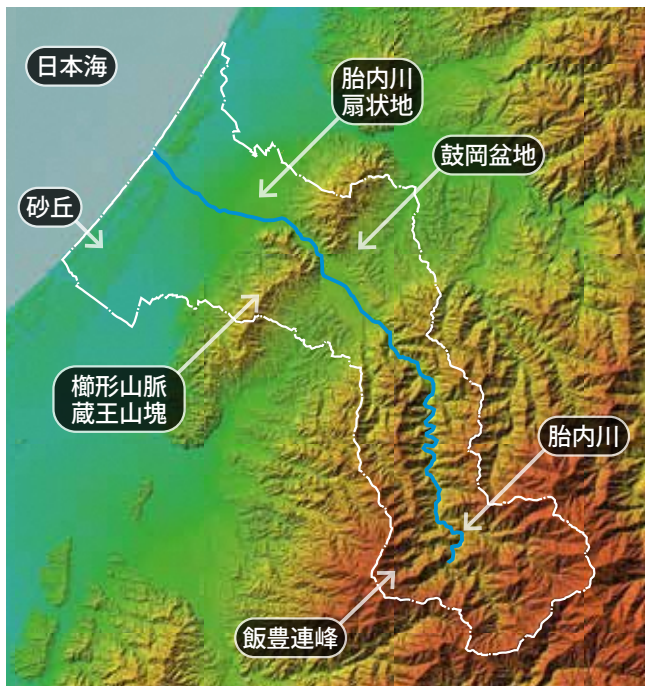 日本海
胎内川
扇状地
鼓岡盆地
砂丘
櫛形山脈
蔵王山塊
胎内川
飯豊連峰